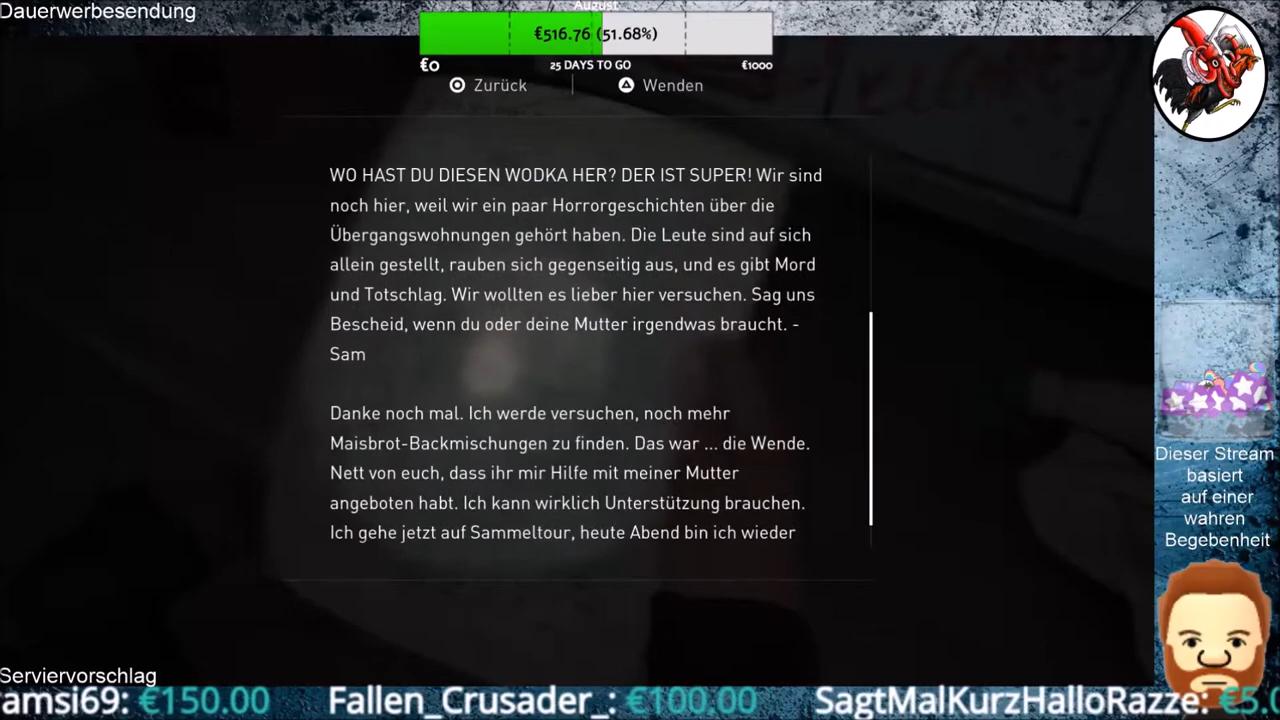 Dauerwerbesendung
August
€516.76 (51.68%)
€0
25 DAYS TO GO
€1000
Zurück
Wenden
WO HAST DU DIESEN WODKA HER? DER IST SUPER! Wir sind
noch hier, weil wir ein paar Horrorgeschichten über die
Übergangswohnungen gehört haben. Die Leute sind auf sich
allein gestellt, rauben sich gegenseitig aus, und es gibt Mord
und Totschlag. Wir wollten es lieber hier versuchen. Sag uns
Bescheid, wenn du oder deine Mutter irgendwas braucht. -
Sam
Danke noch mal. Ich werde versuchen, noch mehr
Maisbrot-Backmischungen zu finden. Das war ... die Wende.
Nett von euch, dass ihr mir Hilfe mit meiner Mutter
angeboten habt. Ich kann wirklich Unterstützung brauchen.
Ich gehe jetzt auf Sammeltour, heute Abend bin ich wieder
Dieser Stream
basiert
auf einer
wahren
Begebenheit
Serviervorschlag
amsi69: €150.00 Fallen_Crusader_: €100.00 SagtMalKurzHalloRazze: €5.0